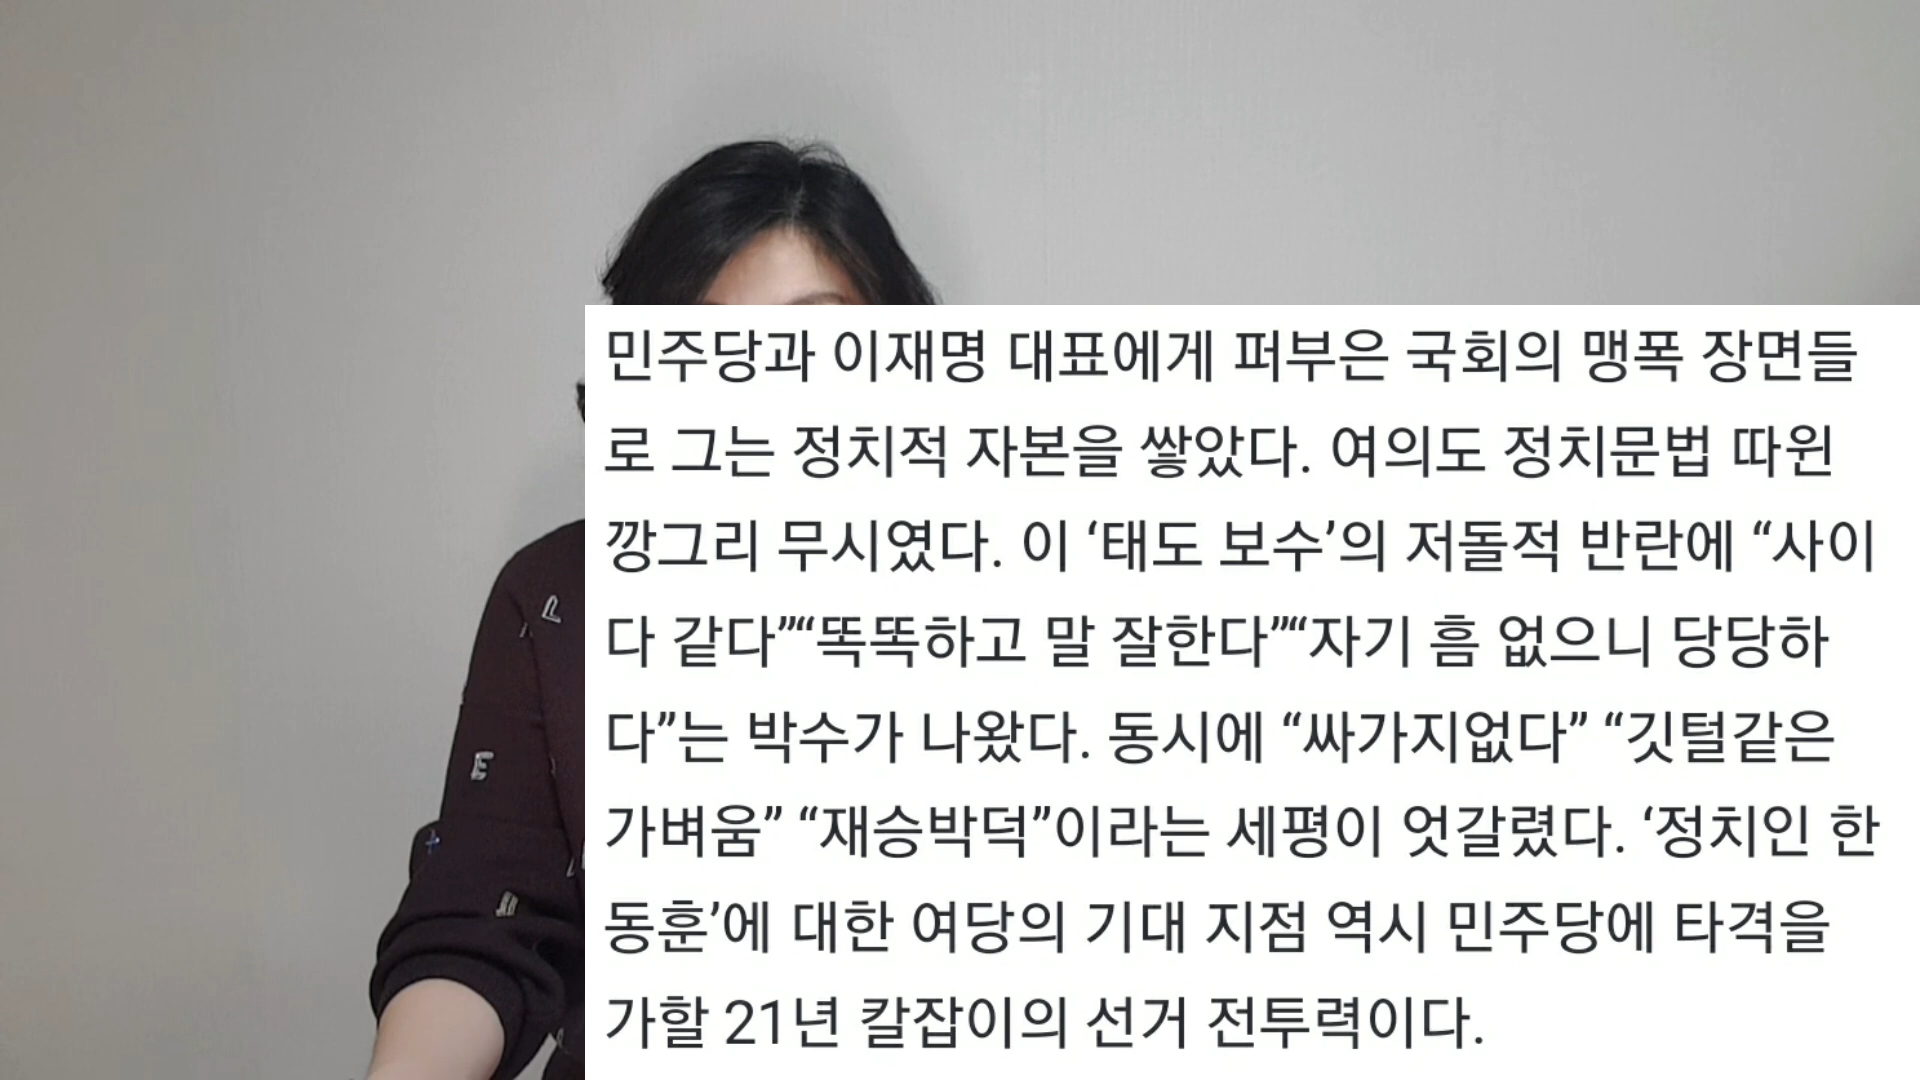 민주당과 이재명 대표에게 퍼부은 국회의 맹폭 장면들
로 그는 정치적 자본을 쌓았다. 여의도 정치문법 따윈
깡그리 무시였다. 이 ‘태도 보수’의 저돌적 반란에 “사이
다 같다”“똑똑하고 말 잘한다”“자기 흠 없으니 당당하
다”는 박수가 나왔다. 동시에 “싸가지없다” “깃털같은
가벼움” “재승박덕”이라는 세평이 엇갈렸다. ‘정치인 한
동훈’에 대한 여당의 기대 지점 역시 민주당에 타격을
가할 21년 칼잡이의 선거 전투력이다.
E